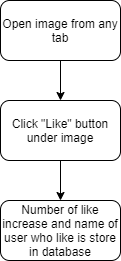 Open image from any
tab
Click "Like" button
under image
Number of like
increase and name of
user who like is store
in database